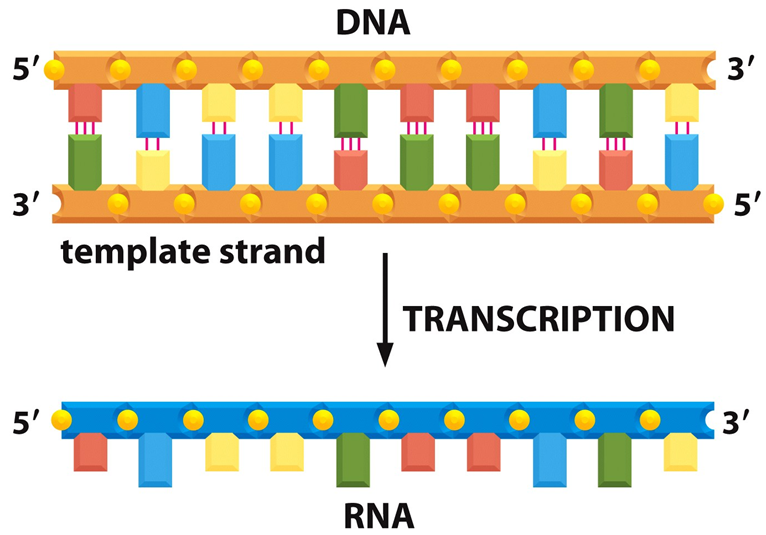 DNA
5′ 3′
3′ 5′
template strand
TRANSCRIPTION
5′ 3′
RNA